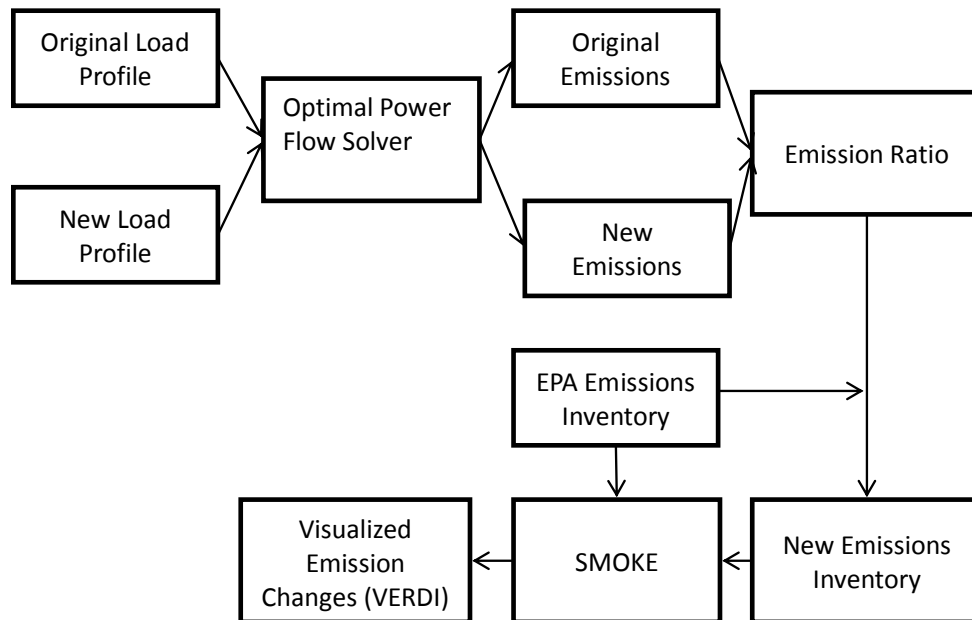 Original Load
Profile
Original
Emissions
Optimal Power
Flow Solver
Emission Ratio
New Load
Profile
New
Emissions
EPA Emissions
Inventory
Visualized
Emission
Changes (VERDI)
SMOKE
New Emissions
Inventory